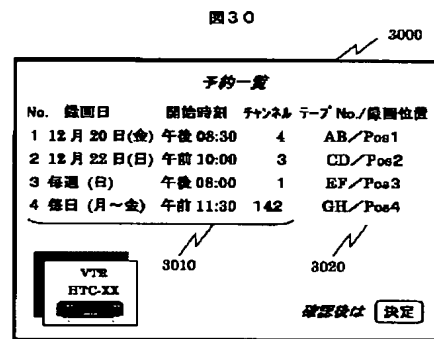 図30
3000
予約一覧
No. 録画日 開始時刻 チャンネル テープNo./録画位置
1 12月20日(金) 午後08:30 4 AB/Pos1
2 12月22日(日) 午前10:00 3 CD/Pos2
3 毎週 (日) 午後08:00 1 EF/Pos3
4 毎日 (月~金) 午前11:30 142 GH/Pos4
3010 3020
VTR
HTC-XX
確認後は 決定